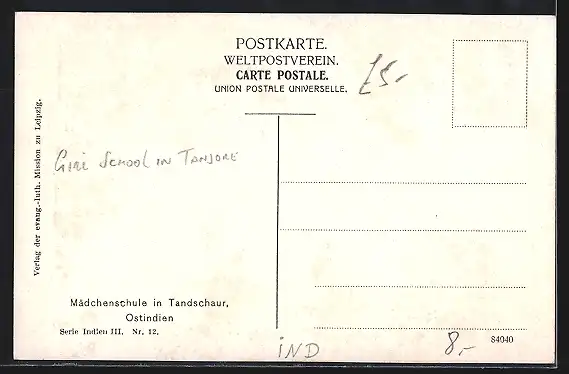 POSTKARTE.
WELTPOSTVEREIN.
CARTE POSTALE.
UNION POSTALE UNIVERSELLE.
£5-
Girl School in Tanjore
Verlag der evang.-luth. Mission zu Leipzig.
Mädchenschule in Tandschaur,
Ostindien
Serie Indien III. Nr. 12.
IND
8,-
84040